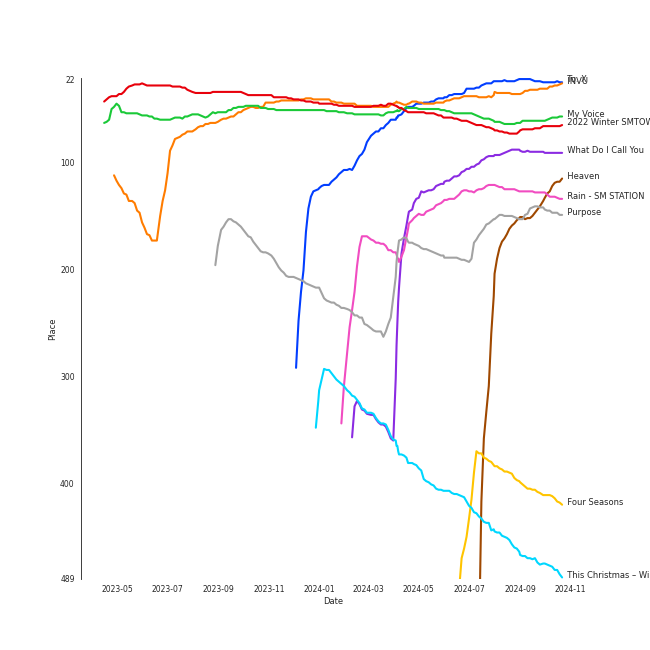 22
100
200
300
400
489
Place
2023-05
2023-07
2023-09
2023-11
2024-01
2024-03
2024-05
2024-07
2024-09
2024-11
Date
To. X
INVU
My Voice
2022 Winter SMTOW
What Do I Call You
Heaven
Rain - SM STATION
Purpose
Four Seasons
This Christmas – Wi